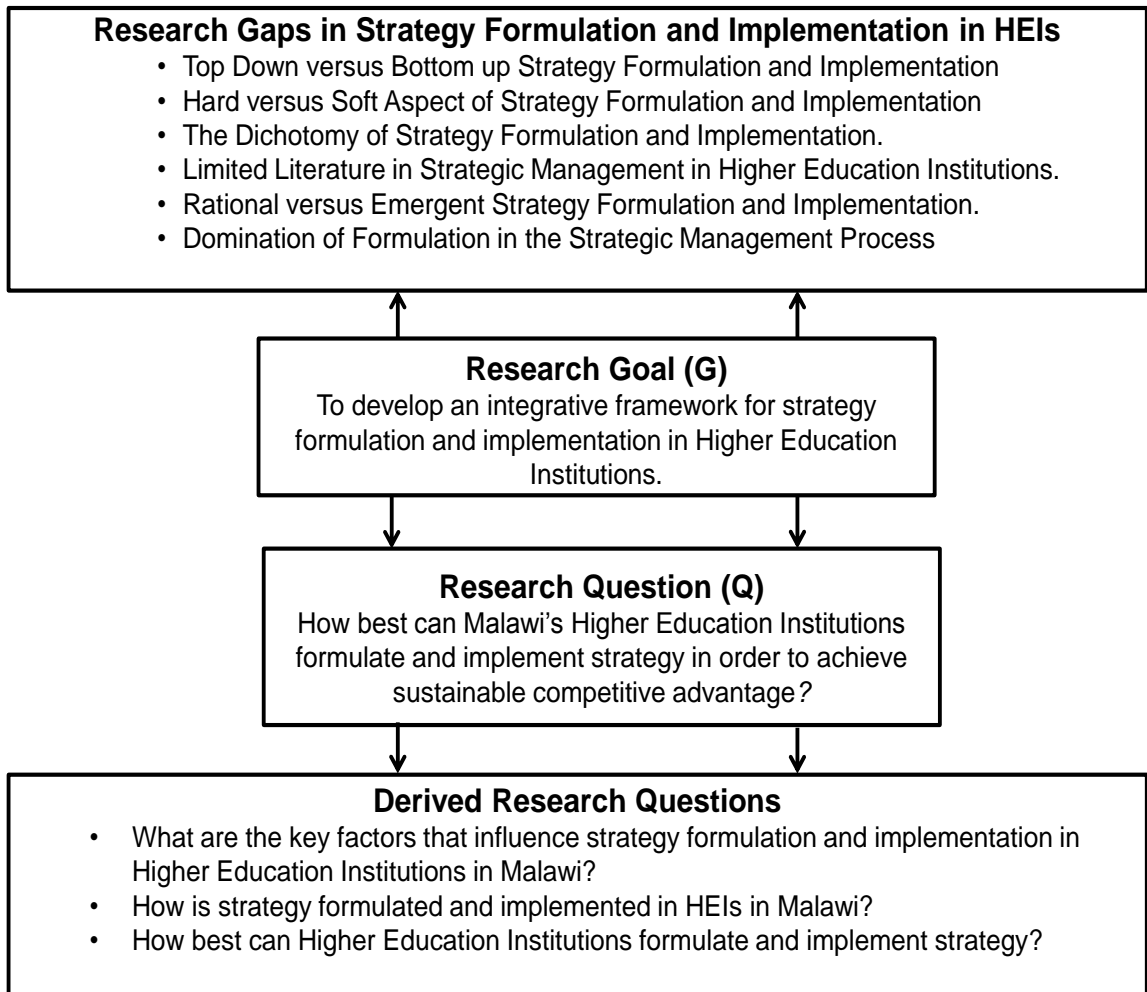 Research Gaps in Strategy Formulation and Implementation in HEIs
• Top Down versus Bottom up Strategy Formulation and Implementation
• Hard versus Soft Aspect of Strategy Formulation and Implementation
• The Dichotomy of Strategy Formulation and Implementation.
• Limited Literature in Strategic Management in Higher Education Institutions.
• Rational versus Emergent Strategy Formulation and Implementation.
• Domination of Formulation in the Strategic Management Process
Research Goal (G)
To develop an integrative framework for strategy
formulation and implementation in Higher Education
Institutions.
Research Question (Q)
How best can Malawi’s Higher Education Institutions
formulate and implement strategy in order to achieve
sustainable competitive advantage?
Derived Research Questions
• What are the key factors that influence strategy formulation and implementation in
Higher Education Institutions in Malawi?
• How is strategy formulated and implemented in HEIs in Malawi?
• How best can Higher Education Institutions formulate and implement strategy?